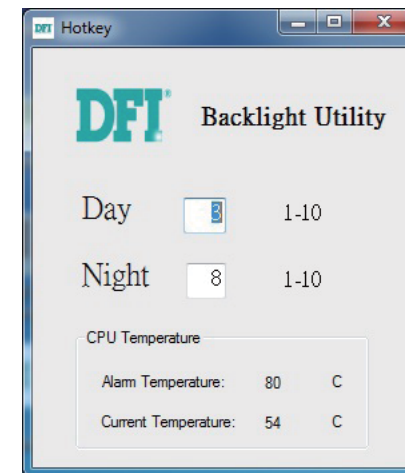 DFI Hotkey
DFI® Backlight Utility
Day 3 1-10
Night 8 1-10
CPU Temperature
Alarm Temperature: 80 C
Current Temperature: 54 C